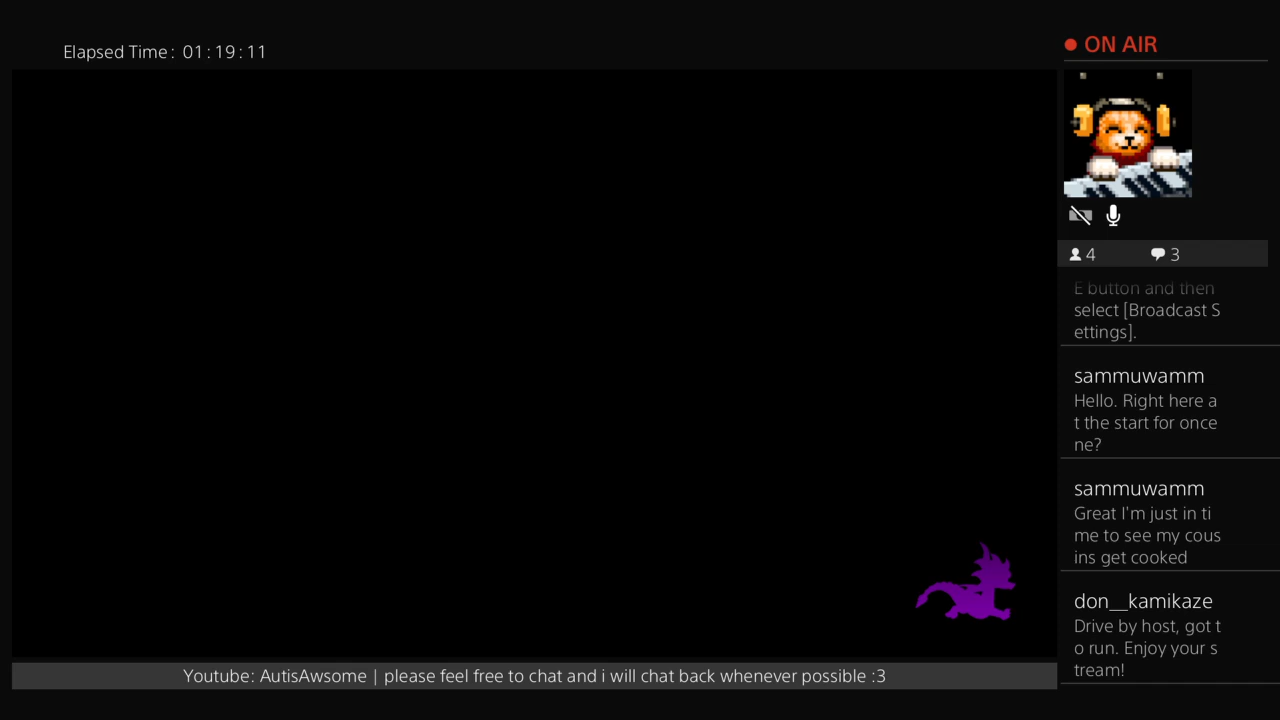 Elapsed Time: 01:19:11
ON AIR
4 3
E button and then
select [Broadcast S
ettings].
sammuwamm
Hello. Right here a
t the start for once
ne?
sammuwamm
Great I'm just in ti
me to see my cous
ins get cooked
don__kamikaze
Drive by host, got t
o run. Enjoy your s
tream!
Youtube: AutisAwsome | please feel free to chat and i will chat back whenever possible :3